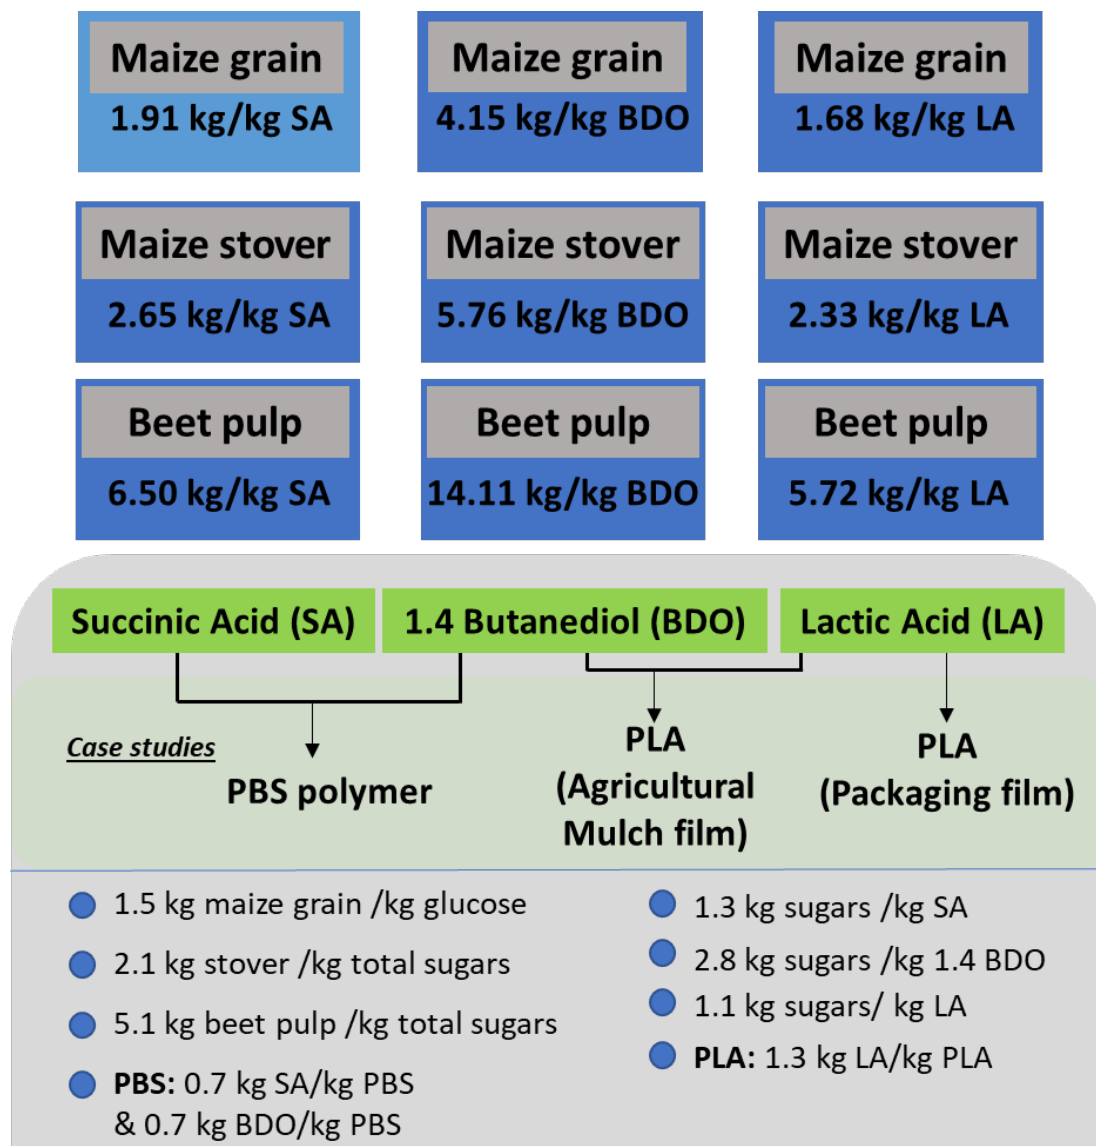 Maize grain
1.91 kg/kg SA
Maize grain
4.15 kg/kg BDO
Maize grain
1.68 kg/kg LA
Maize stover
2.65 kg/kg SA
Maize stover
5.76 kg/kg BDO
Maize stover
2.33 kg/kg LA
Beet pulp
6.50 kg/kg SA
Beet pulp
14.11 kg/kg BDO
Beet pulp
5.72 kg/kg LA
Succinic Acid (SA)
1.4 Butanediol (BDO)
Lactic Acid (LA)
Case studies
PBS polymer
PLA
(Agricultural
Mulch film)
PLA
(Packaging film)
1.5 kg maize grain /kg glucose
2.1 kg stover /kg total sugars
5.1 kg beet pulp /kg total sugars
PBS: 0.7 kg SA/kg PBS
& 0.7 kg BDO/kg PBS
1.3 kg sugars /kg SA
2.8 kg sugars /kg 1.4 BDO
1.1 kg sugars/ kg LA
PLA: 1.3 kg LA/kg PLA